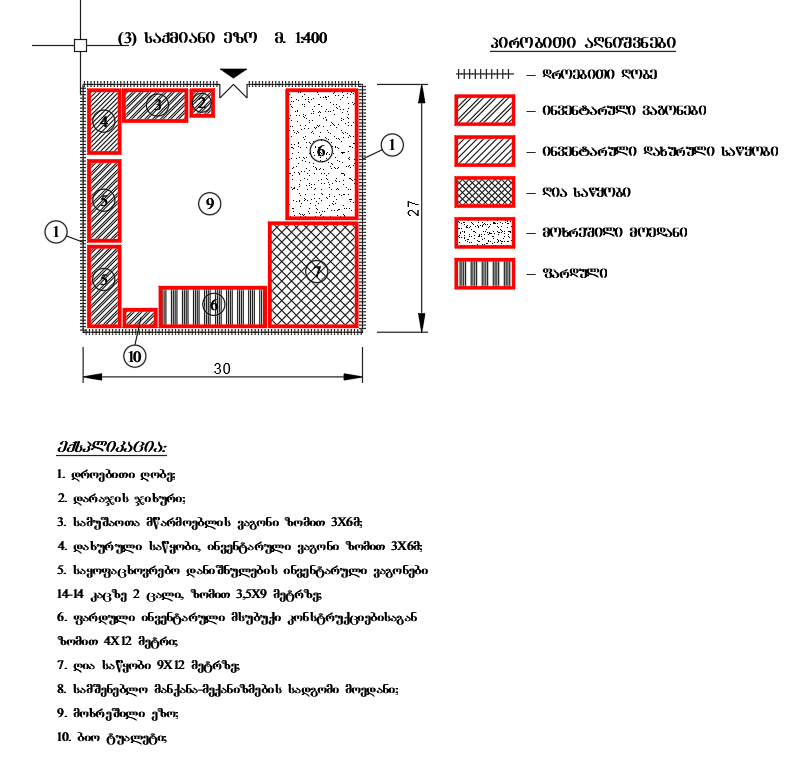 (3) საქმიანი ეზო მ. 1:400
პირობითი აღნიშვნები
– დროებითი ღობე
– ინვენტარული ვაგონები
– ინვენტარული დახურული საწყობი
– ღია საწყობი
– მოხრეშილი მოედანი
– ფარდული
4
3
2
6
1
5
9
27
1
5
6
7
10
30
ექსპლიკაცია:
1. დროებითი ღობე;
2. დარაჯის ჯიხური;
3. სამუშაოთა მწარმოებლის ვაგონი ზომით 3X6მ;
4. დახურული საწყობი, ინვენტარული ვაგონი ზომით 3X6მ;
5. საყოფაცხოვრებო დანიშნულების ინვენტარული ვაგონები
14-14 კაცზე 2 ცალი, ზომით 3,5X9 მეტრზე;
6. ფარდული ინვენტარული მსუბუქი კონსტრუქციებისაგან
ზომით 4X12 მეტრი;
7. ღია საწყობი 9X12 მეტრზე;
8. სამშენებლო მანქანა-მექანიზმების სადგომი მოედანი;
9. მოხრეშილი ეზო;
10. ბიო ტუალეტი;